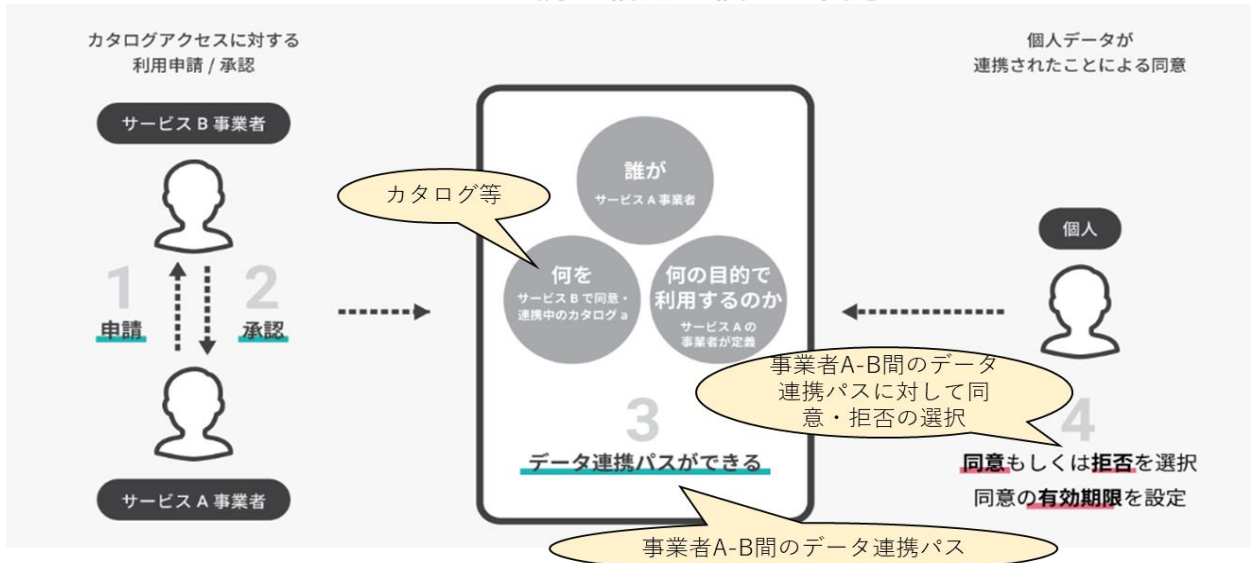 カタログアクセスに対する
利用申請 / 承認
サービス B 事業者
1
申請
2
承認
サービス A 事業者
カタログ等
誰が
サービス A 事業者
何を
サービス B で同意・
連携中のカタログ a
何の目的で
利用するのか
サービス A の
事業者が定義
3
データ連携パスができる
事業者A-B間のデータ連携パス
個人データが
連携されたことによる同意
個人
事業者A-B間のデータ
連携パスに対して同
意・拒否の選択
4
同意もしくは拒否を選択
同意の有効期限を設定